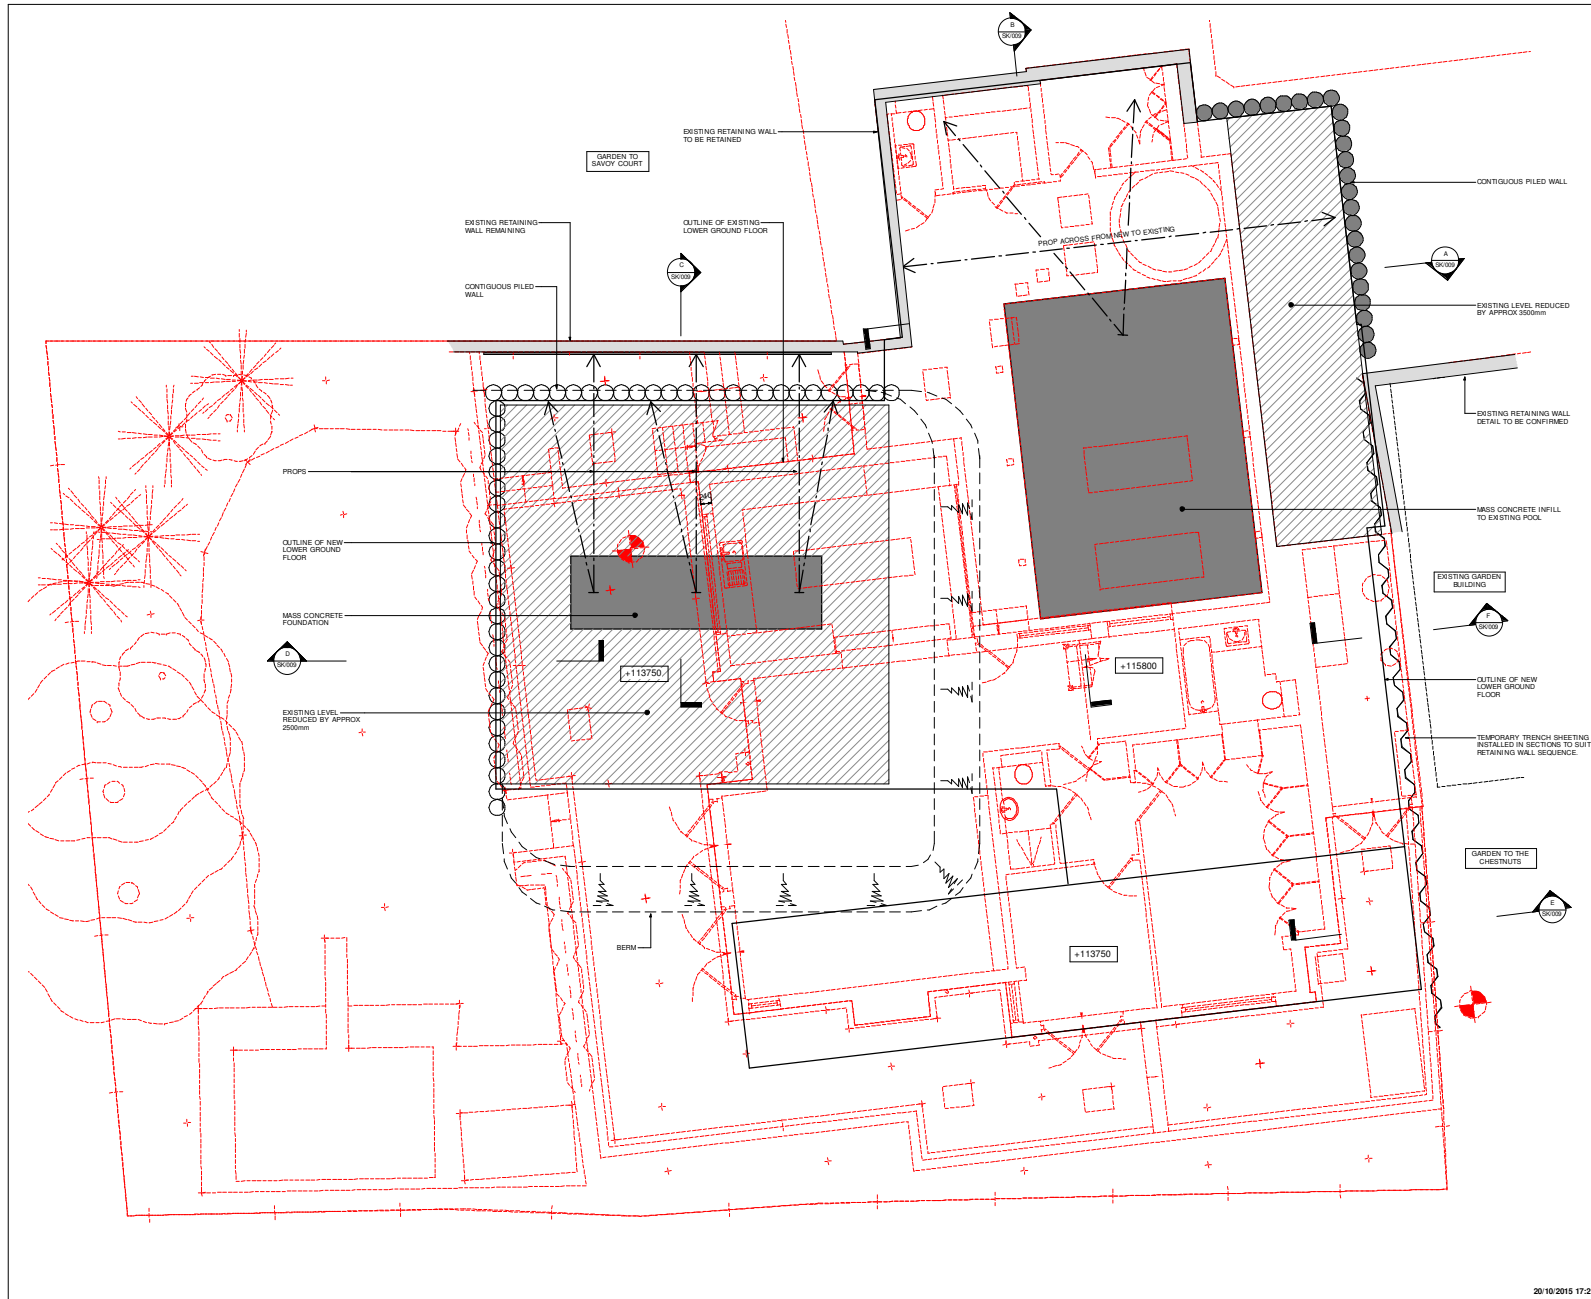 B
SK/009
EXISTING RETAINING WALL
TO BE RETAINED
GARDEN TO
SAVOY COURT
CONTIGUOUS PILED WALL
EXISTING RETAINING
WALL REMAINING
OUTLINE OF EXISTING
LOWER GROUND FLOOR
PROP ACROSS FROM NEW TO EXISTING
C
SK/009
A
SK/009
CONTIGUOUS PILED
WALL
EXISTING LEVEL REDUCED
BY APPROX 3500mm
EXISTING RETAINING WALL
DETAIL TO BE CONFIRMED
PROPS
240
MASS CONCRETE INFILL
TO EXISTING POOL
OUTLINE OF NEW
LOWER GROUND
FLOOR
EXISTING GARDEN
BUILDING
MASS CONCRETE
FOUNDATION
F
SK/009
D
SK/009
+113750
+115800
OUTLINE OF NEW
LOWER GROUND
FLOOR
EXISTING LEVEL
REDUCED BY APPROX
2500mm
TEMPORARY TRENCH SHEETING
INSTALLED IN SECTIONS TO SUIT
RETAINING WALL SEQUENCE.
GARDEN TO THE
CHESTNUTS
E
SK/009
BERM
+113750
20/10/2015 17:2